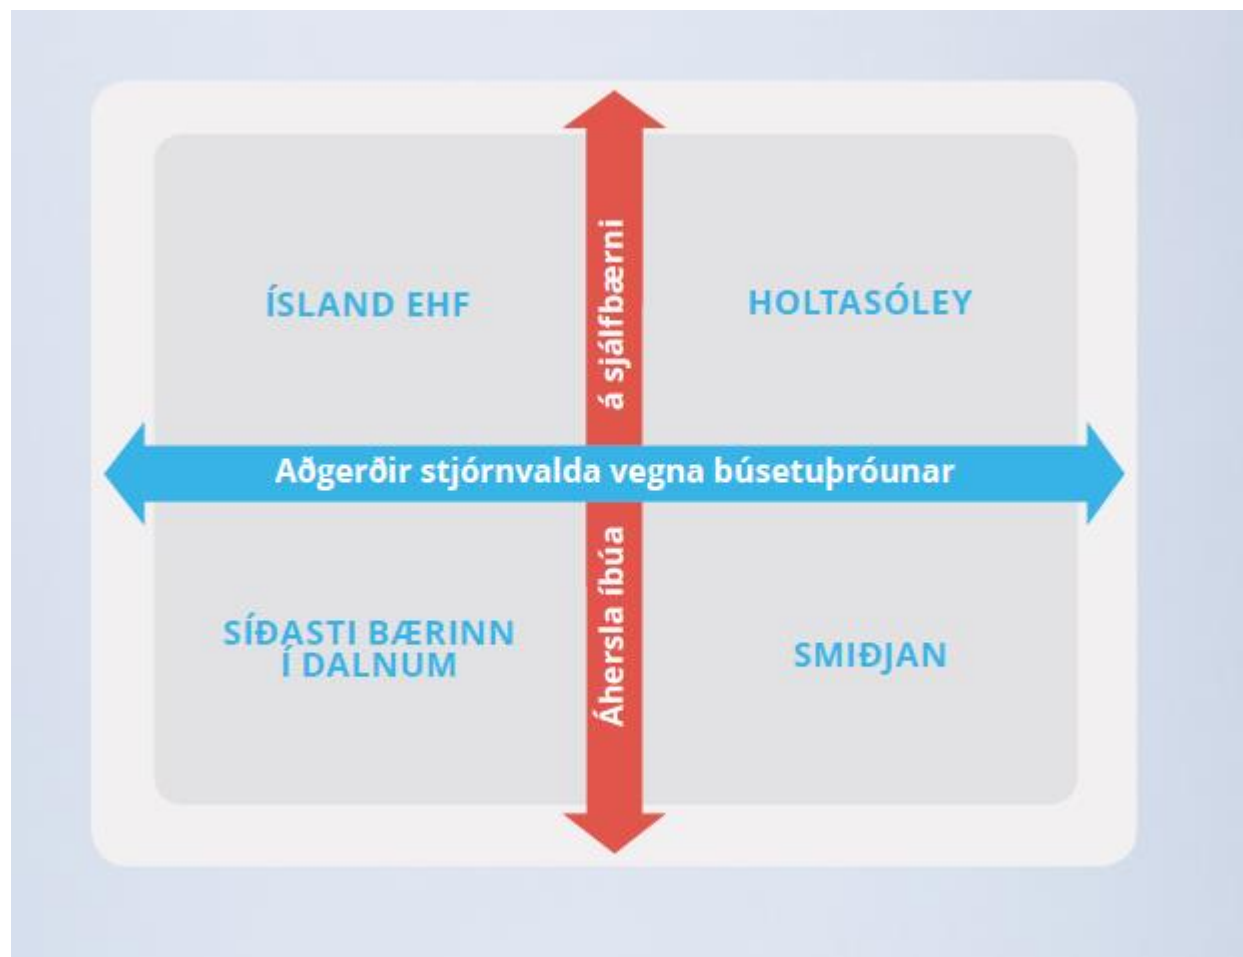 ÍSLAND EHF
HOLTASÓLEY
Aðgerðir stjórnvalda vegna búsetuþróunar
Áhersla íbúa á sjálfbærni
SÍÐASTI BÆRINN
Í DALNUM
SMIÐJAN